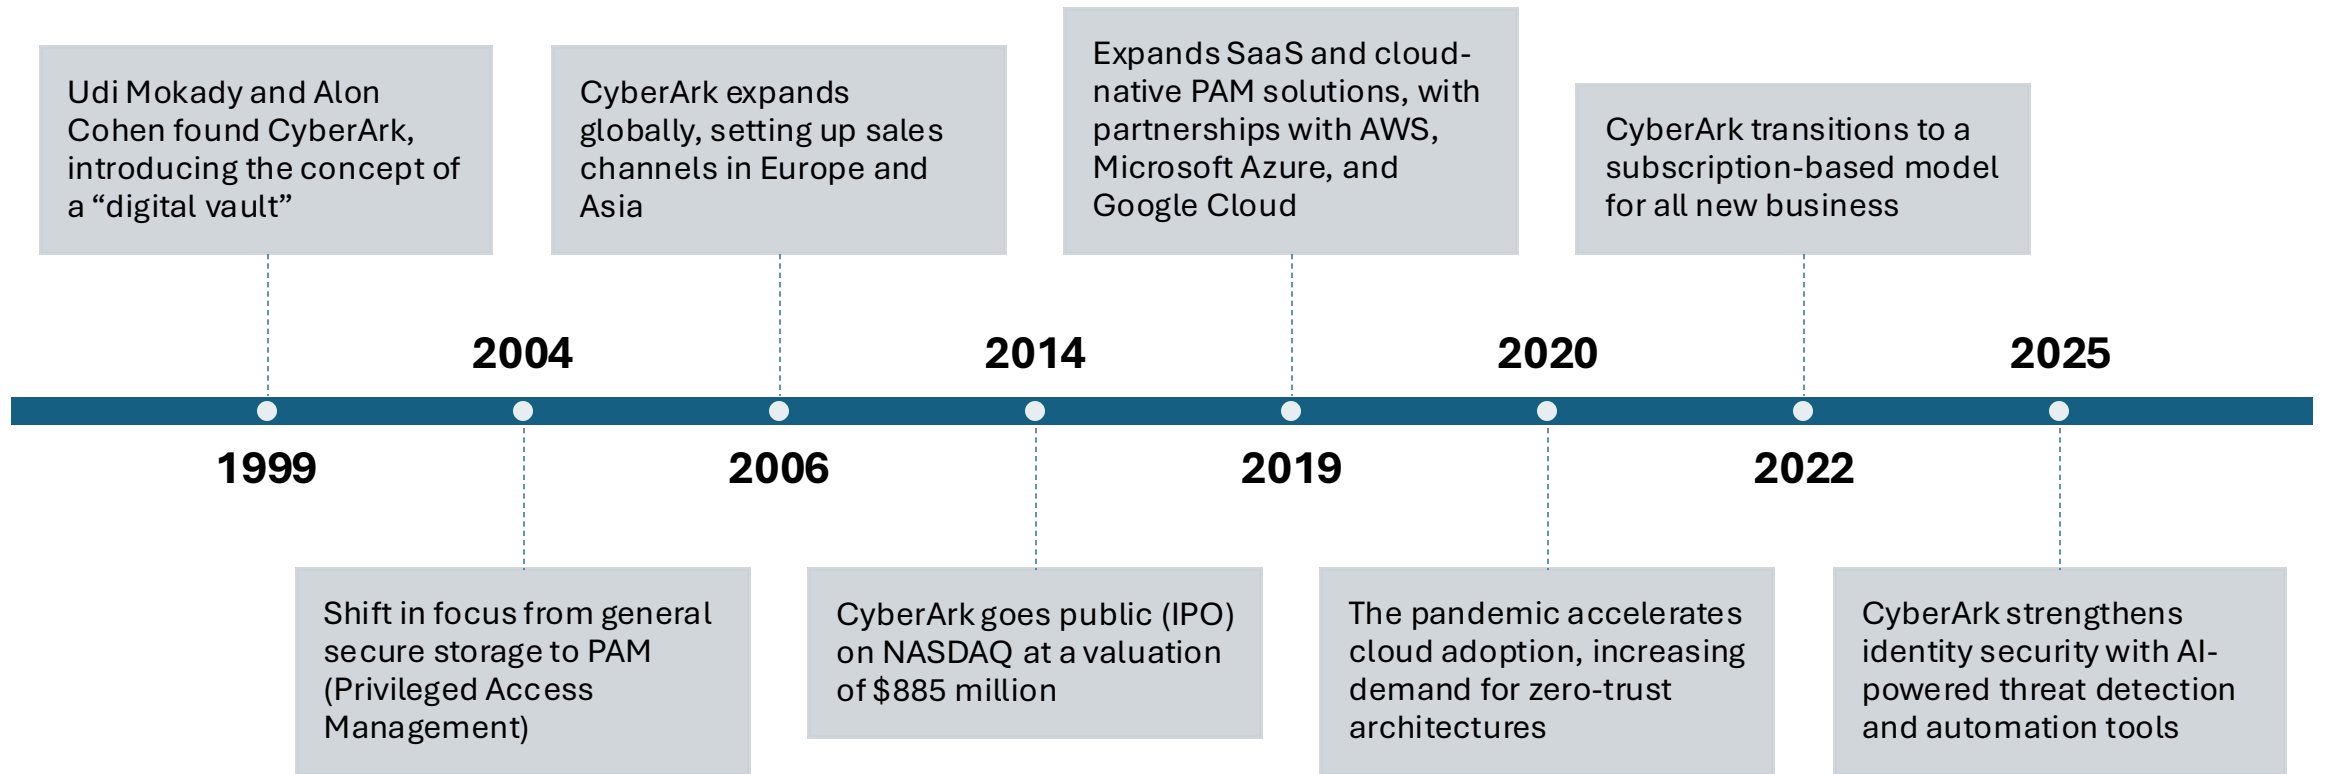 Udi Mokady and Alon
Cohen found CyberArk,
introducing the concept of
a “digital vault”
CyberArk expands
globally, setting up sales
channels in Europe and
Asia
Expands SaaS and cloud-
native PAM solutions, with
partnerships with AWS,
Microsoft Azure, and
Google Cloud
CyberArk transitions to a
subscription-based model
for all new business
2004
2014
2020
2025
1999
2006
2019
2022
Shift in focus from general
secure storage to PAM
(Privileged Access
Management)
CyberArk goes public (IPO)
on NASDAQ at a valuation
of $885 million
The pandemic accelerates
cloud adoption, increasing
demand for zero-trust
architectures
CyberArk strengthens
identity security with AI-
powered threat detection
and automation tools